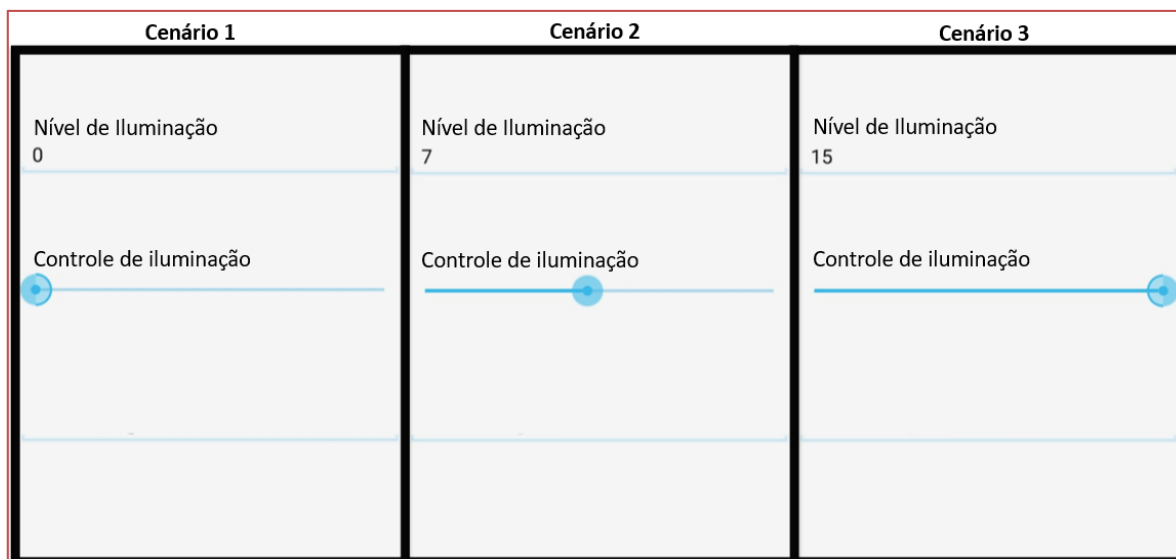 Cenário 1
Cenário 2
Cenário 3
Nível de Iluminação
0
Controle de iluminação
Nível de Iluminação
7
Controle de iluminação
Nível de Iluminação
15
Controle de iluminação